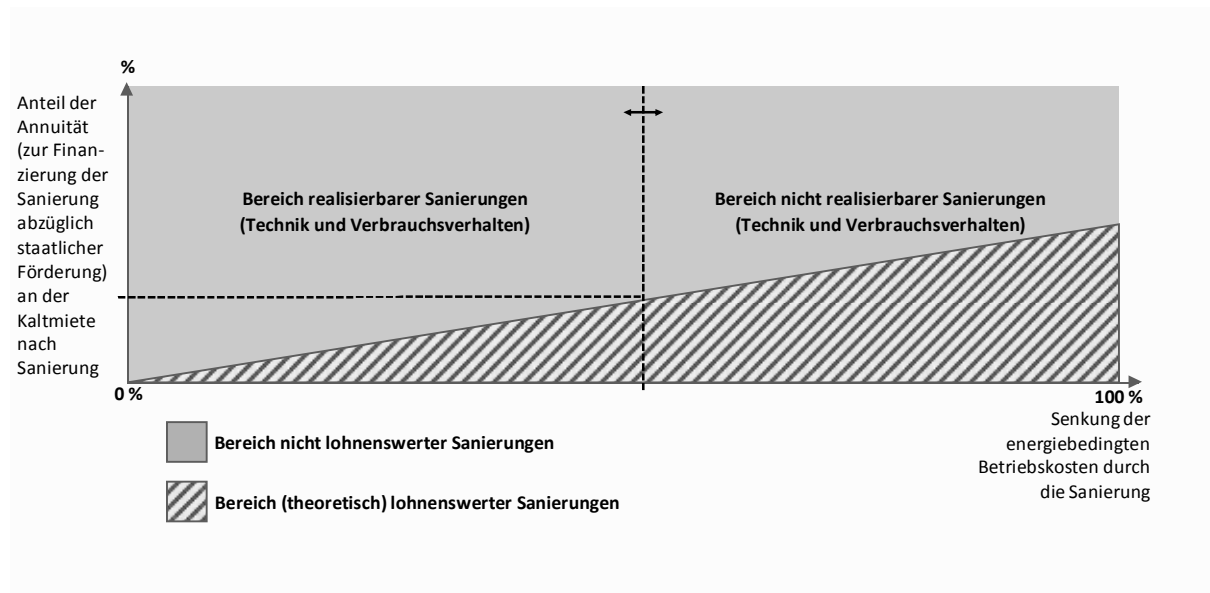 %
Anteil der
Annuität
(zur Finan-
zierung der
Sanierung
abzüglich
staatlicher
Förderung)
an der
Kaltmiete
nach
Sanierung
Bereich realisierbarer Sanierungen
(Technik und Verbrauchsverhalten)
Bereich nicht realisierbarer Sanierungen
(Technik und Verbrauchsverhalten)
0 %
100 %
Senkung der
energiebedingten
Betriebskosten durch
die Sanierung
Bereich nicht lohnenswerter Sanierungen
Bereich (theoretisch) lohnenswerter Sanierungen